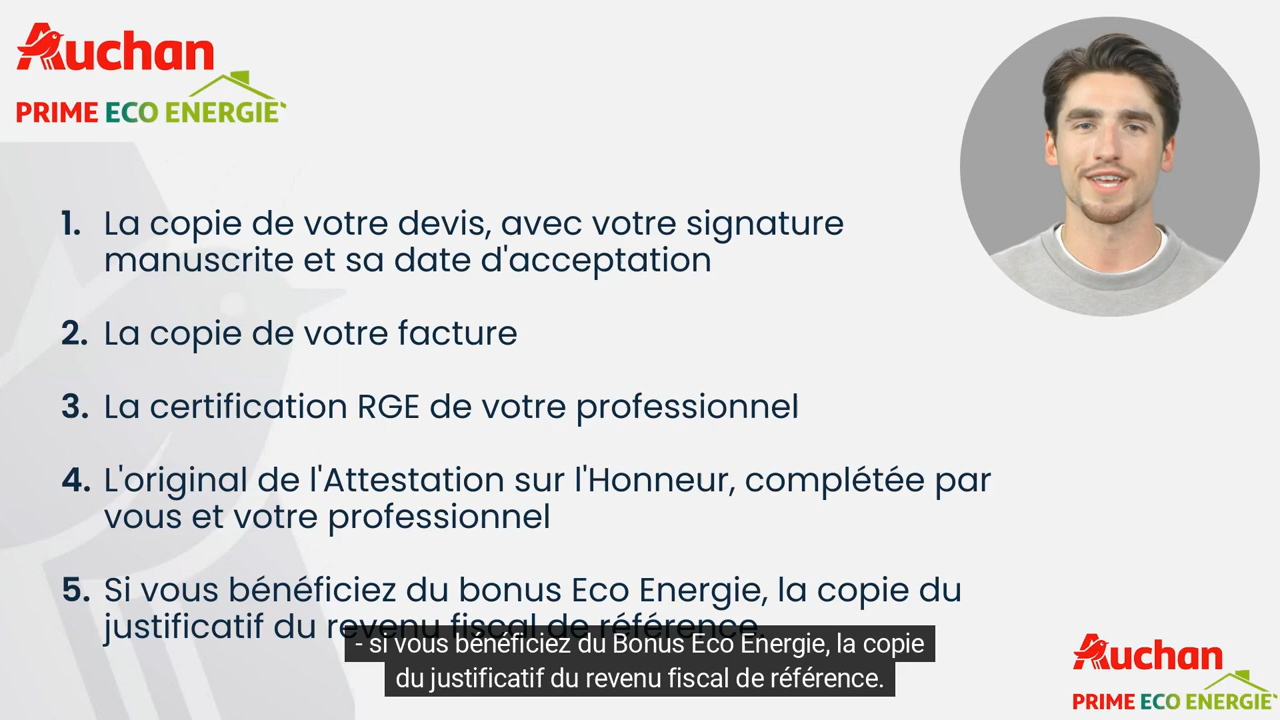 Auchan
PRIME ECO ENERGIE
1. La copie de votre devis, avec votre signature
manuscrite et sa date d'acceptation
2. La copie de votre facture
3. La certification RGE de votre professionnel
4. L'original de l'Attestation sur l'Honneur, complétée par
vous et votre professionnel
5. Si vous bénéficiez du bonus Eco Energie, la copie du
justificatif du revenu fiscal de référence.
- si vous bénéficiez du Bonus Eco Energie, la copie
du justificatif du revenu fiscal de référence.
Auchan
PRIME ECO ENERGIE